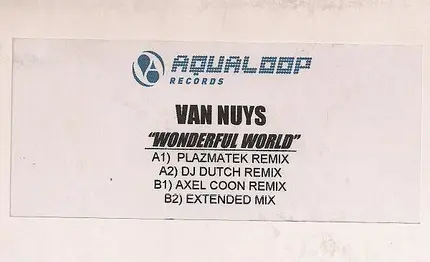 AQUALOOP
RECORDS
VAN NUYS
"WONDERFUL WORLD"
A1) PLAZMATEK REMIX
A2) DJ DUTCH REMIX
B1) AXEL COON REMIX
B2) EXTENDED MIX